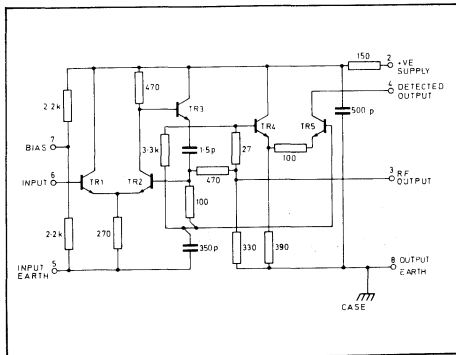 150
2
+VE
SUPPLY
4
DETECTED
OUTPUT
2.2k
470
TR3
TR4
TR5
500 p
7
BIAS
3.3k
1.5p
27
100
6
INPUT
TR1
TR2
470
3
RF
OUTPUT
100
2.2k
270
350p
330
390
5
INPUT
EARTH
8 OUTPUT
EARTH
CASE